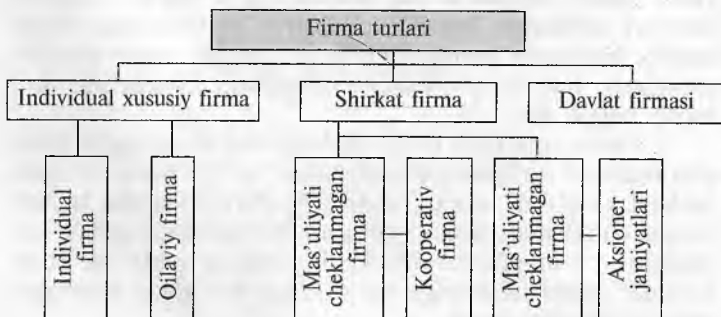 Firma turlari
Individual xususiy firma
Shirkat firma
Davlat firmasi
Individual
firma
Oilaviy firma
Mas'uliyati
cheklanmagan
firma
Kooperativ
firma
Mas'uliyati
cheklanmagan
firma
Aksioner
jamiyatlari